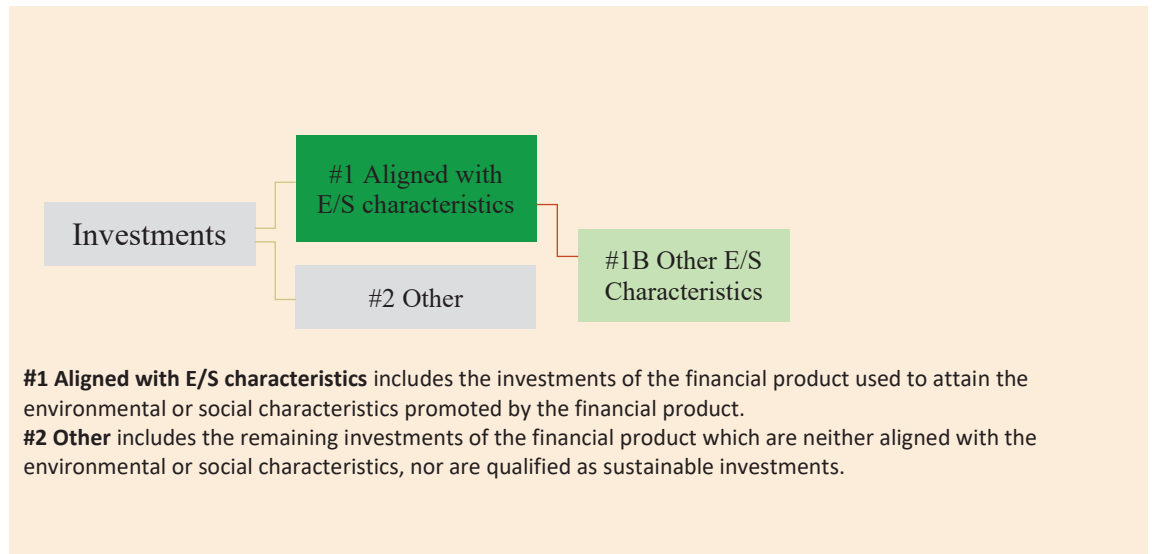 #1 Aligned with
E/S characteristics
Investments
#1B Other E/S
Characteristics
#2 Other
#1 Aligned with E/S characteristics includes the investments of the financial product used to attain the
environmental or social characteristics promoted by the financial product.
#2 Other includes the remaining investments of the financial product which are neither aligned with the
environmental or social characteristics, nor are qualified as sustainable investments.